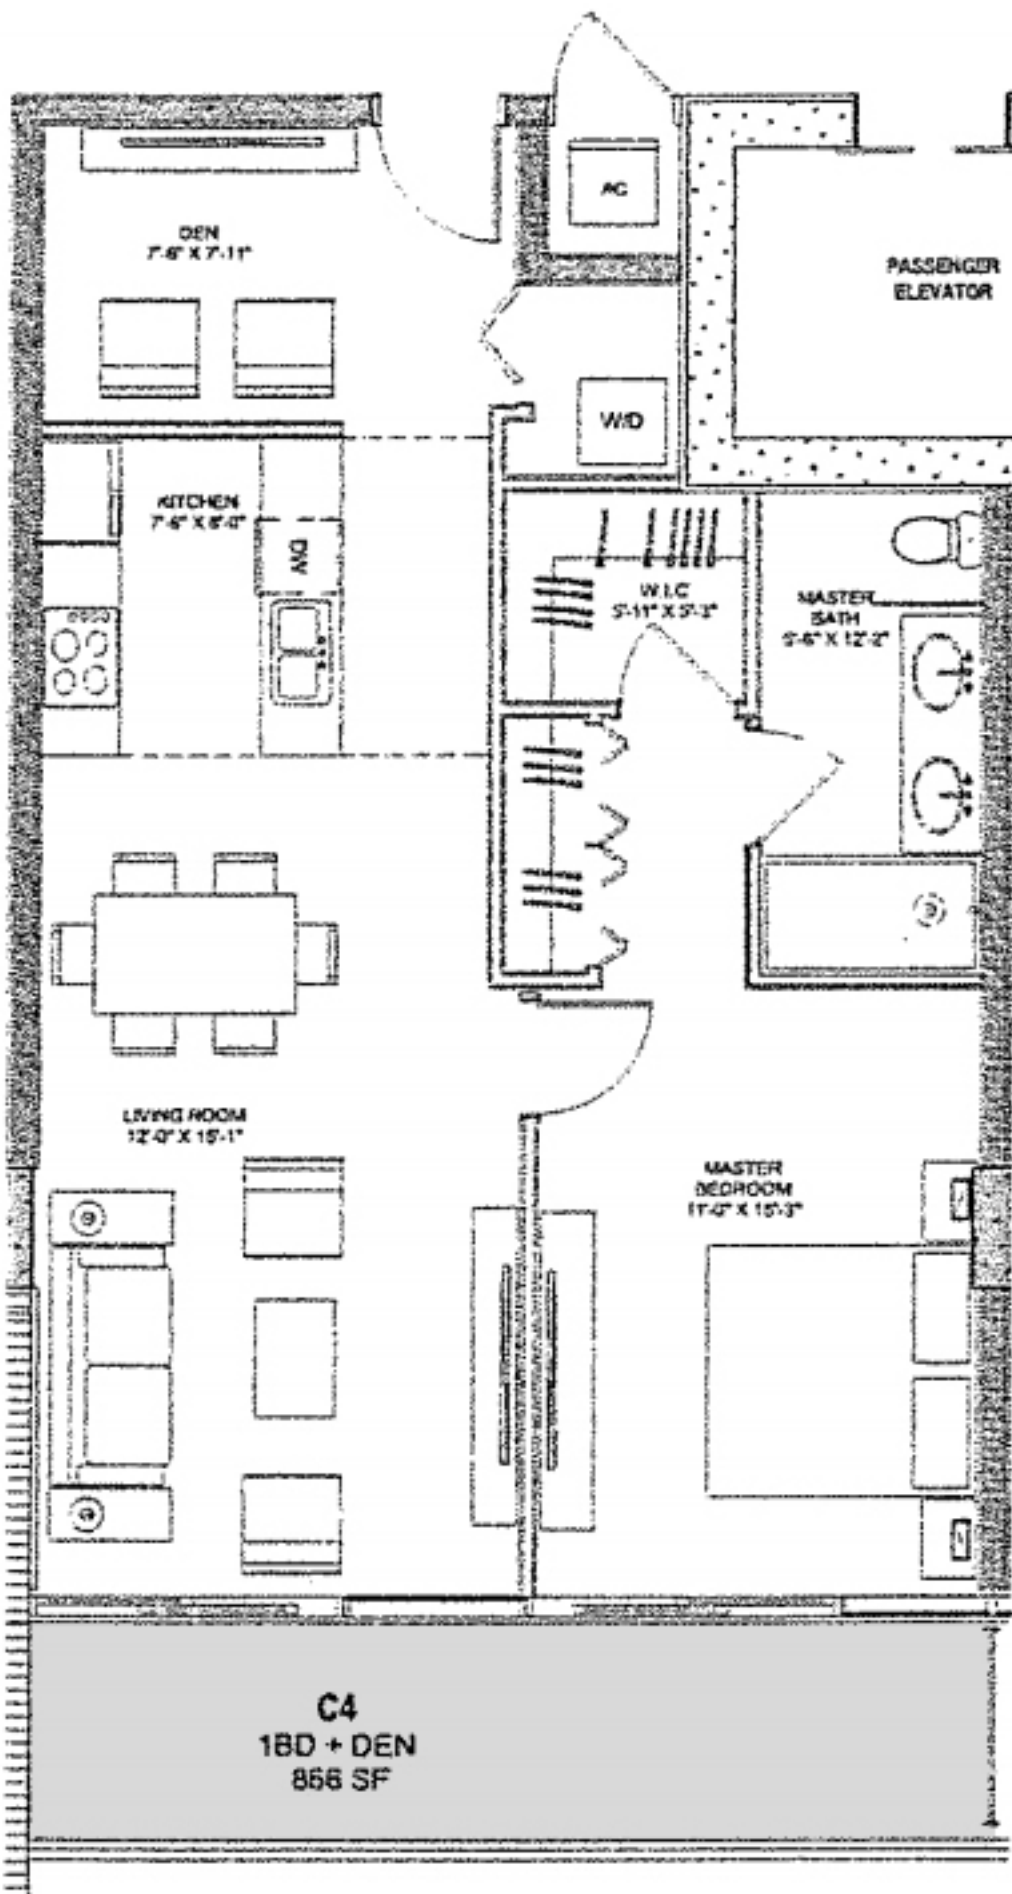 AC
DEN
7'-6" X 7'-11"
PASSENGER
ELEVATOR
W/D
KITCHEN
7'-6" X 8'-0"
DW
W.I.C
5'-11" X 5'-3"
MASTER
BATH
5'-6" X 12'-2"
LIVING ROOM
12'-0" X 15'-1"
MASTER
BEDROOM
11'-0" X 15'-3"
C4
1BD + DEN
SF